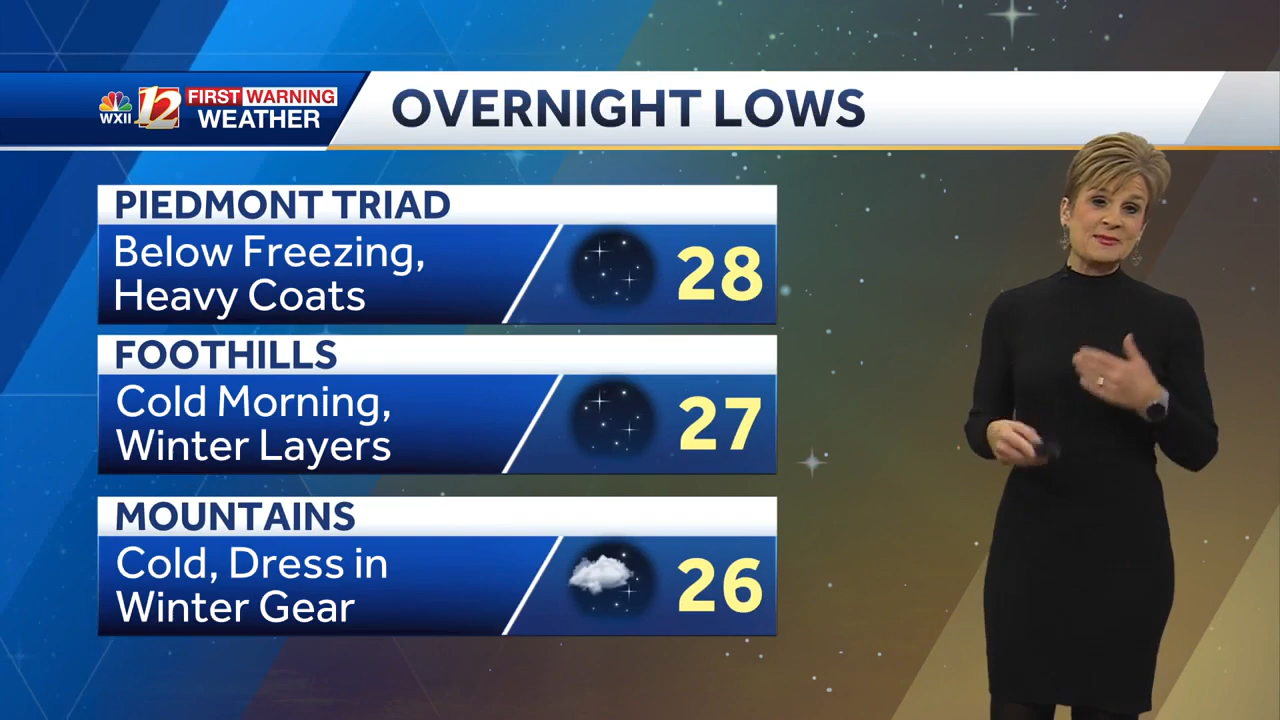 WXII 12 FIRST WARNING
WEATHER
OVERNIGHT LOWS
PIEDMONT TRIAD
Below Freezing,
Heavy Coats
28
FOOTHILLS
Cold Morning,
Winter Layers
27
MOUNTAINS
Cold, Dress in
Winter Gear
26